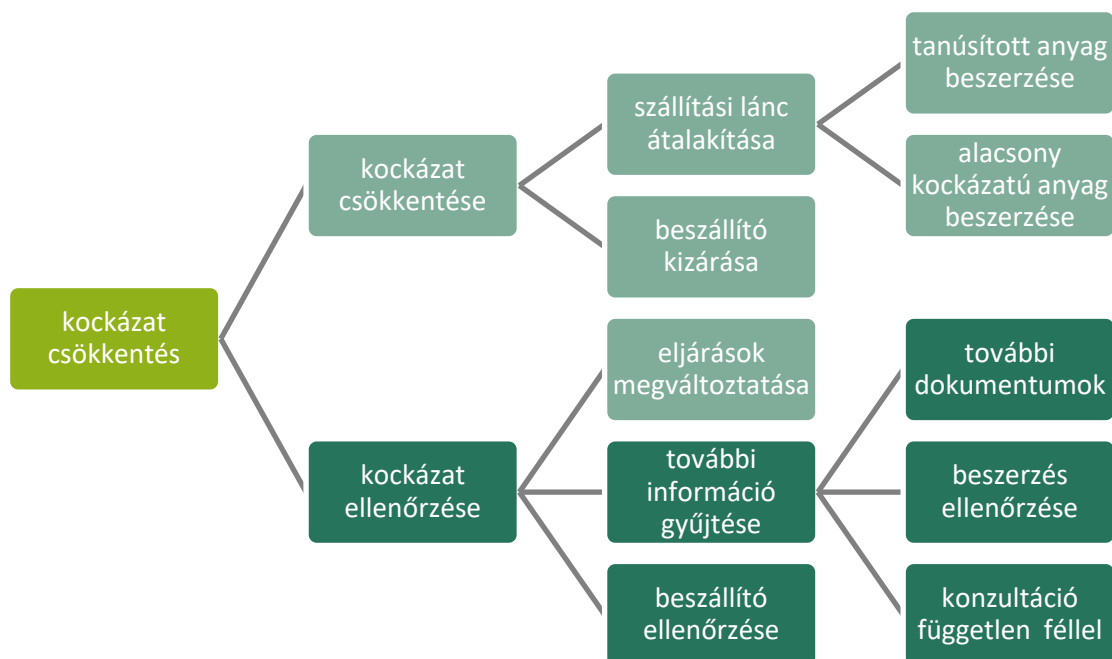 kockázat
csökkentés
kockázat
csökkentése
szállítási lánc
átalakítása
tanúsított anyag
beszerzése
alacsony
kockázatú anyag
beszerzése
beszállító
kizárása
kockázat
ellenőrzése
eljárások
megváltoztatása
további
információ
gyűjtése
további
dokumentumok
beszerzés
ellenőrzése
konzultáció
független féllel
beszállító
ellenőrzése